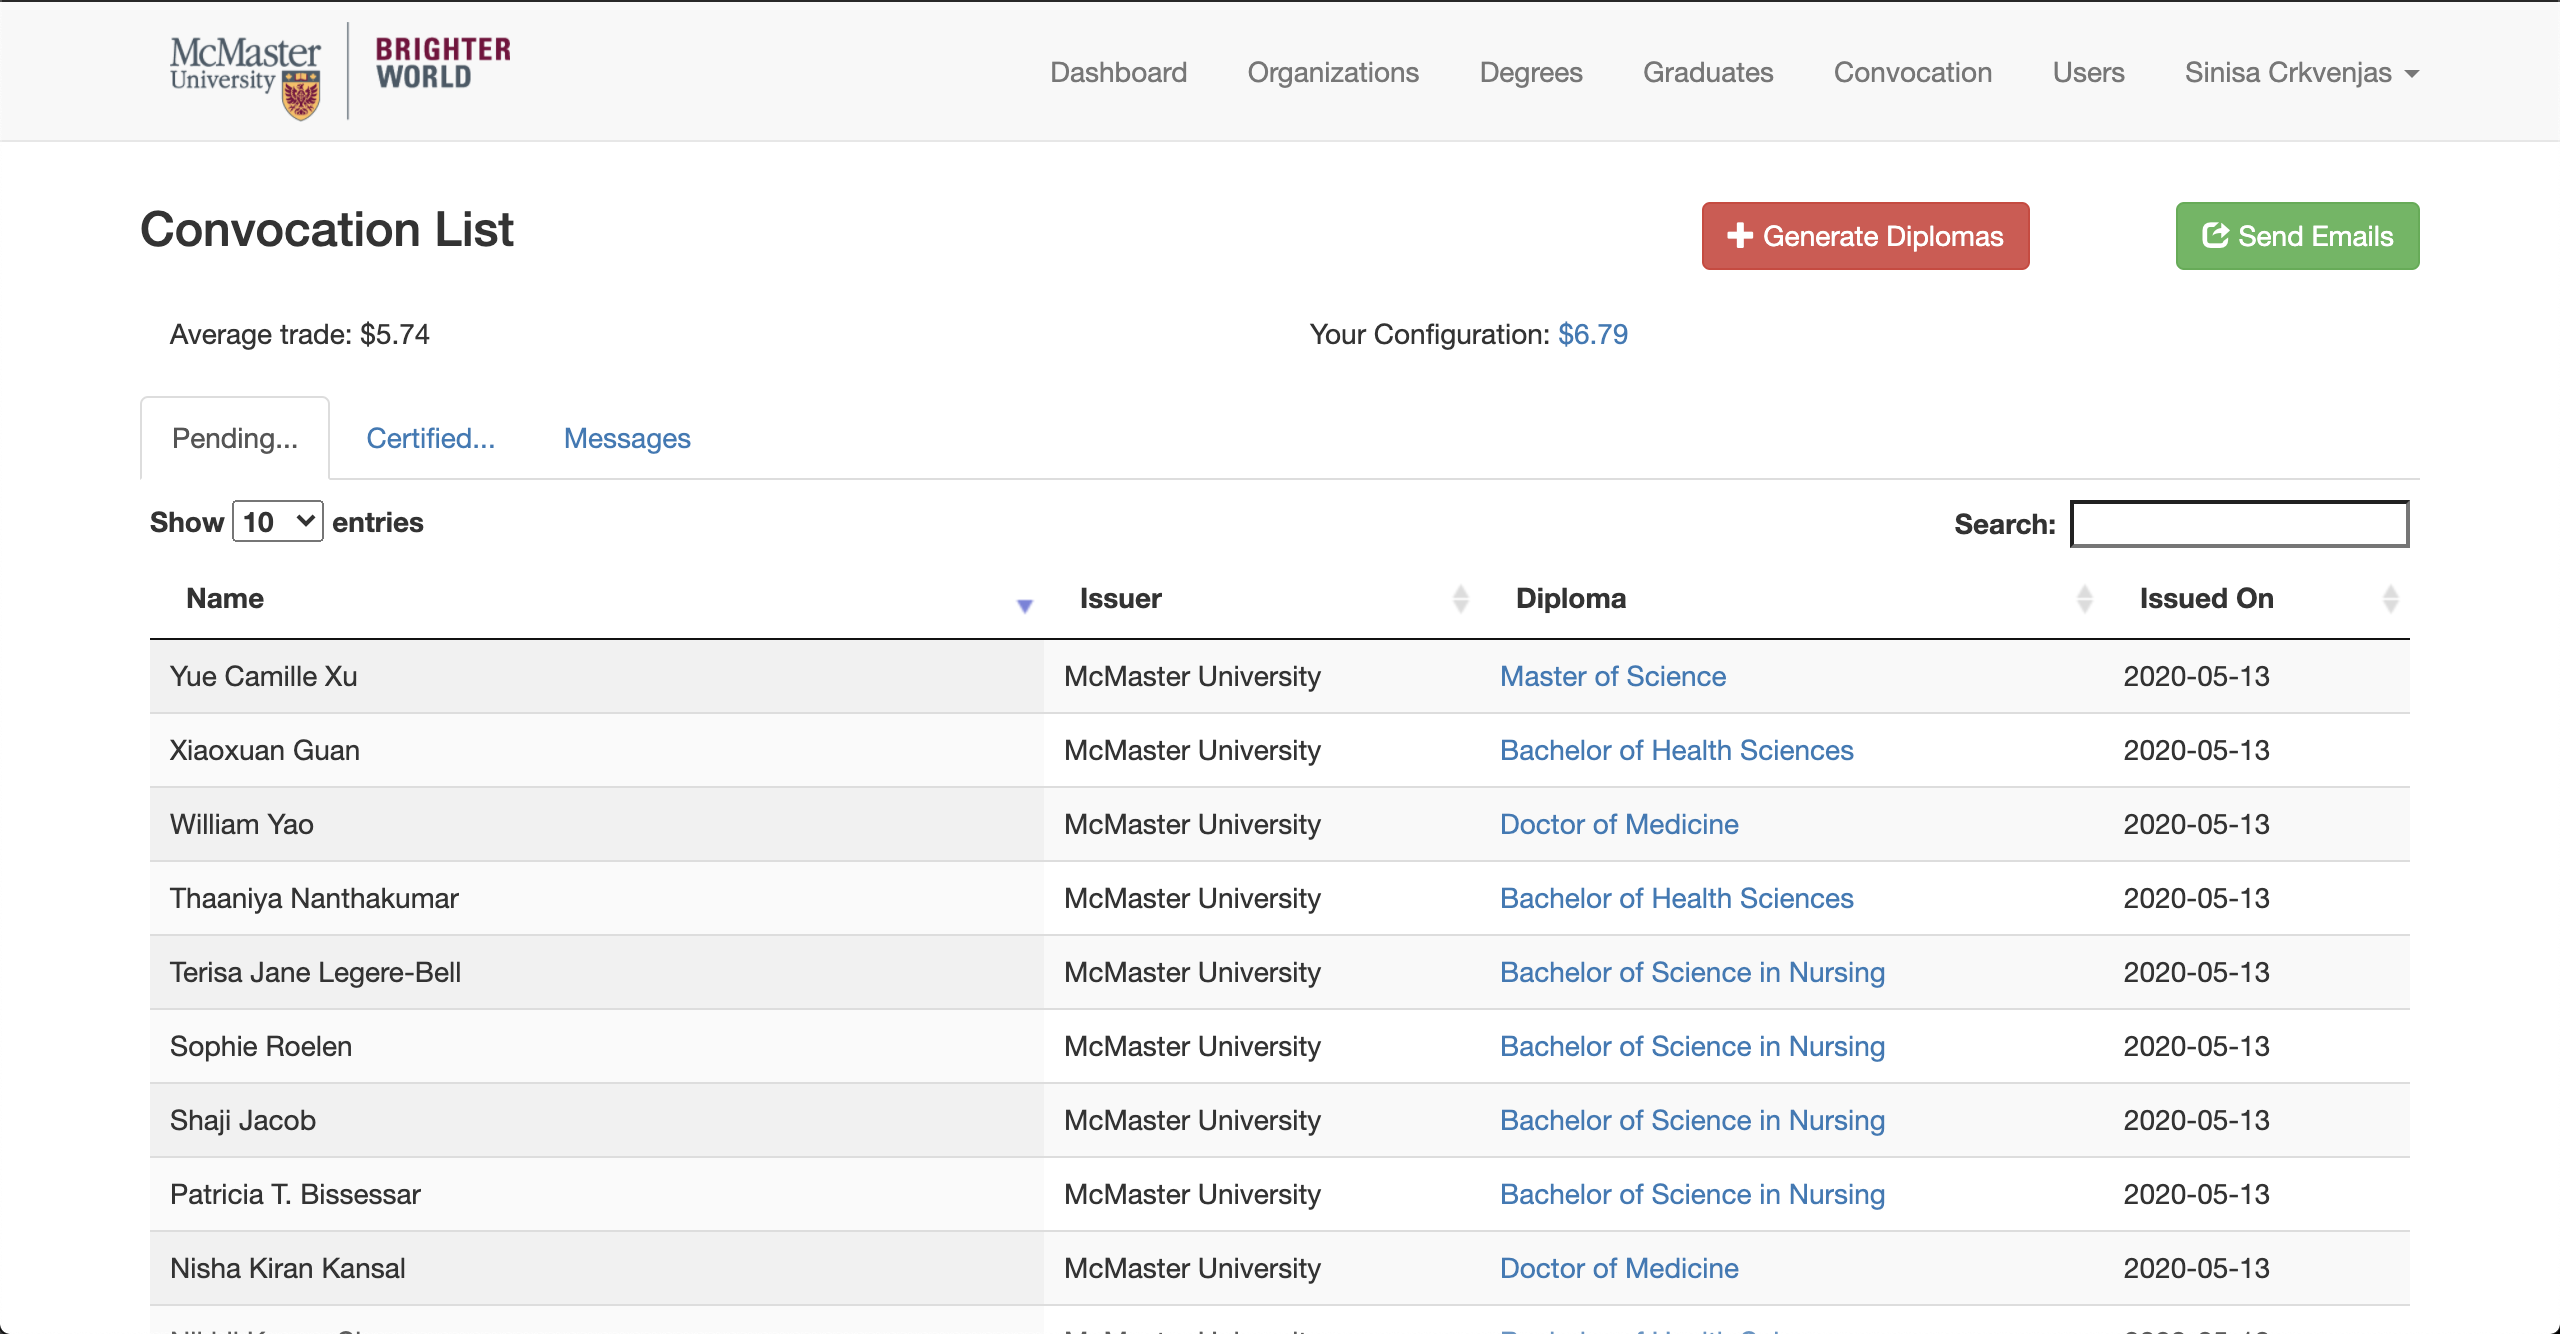 McMaster University BRIGHTER WORLD
Dashboard Organizations Degrees Graduates Convocation Users Sinisa Crkvenjas
Convocation List Generate Diplomas Send Emails
Average trade: $5.74 Your Configuration: $6.79
Pending... Certified... Messages
Show 10 entries Search:
Name Issuer Diploma Issued On
Yue Camille Xu McMaster University Master of Science 2020-05-13
Xiaoxuan Guan McMaster University Bachelor of Health Sciences 2020-05-13
William Yao McMaster University Doctor of Medicine 2020-05-13
Thaaniya Nanthakumar McMaster University Bachelor of Health Sciences 2020-05-13
Terisa Jane Legere-Bell McMaster University Bachelor of Science in Nursing 2020-05-13
Sophie Roelen McMaster University Bachelor of Science in Nursing 2020-05-13
Shaji Jacob McMaster University Bachelor of Science in Nursing 2020-05-13
Patricia T. Bissessar McMaster University Bachelor of Science in Nursing 2020-05-13
Nisha Kiran Kansal McMaster University Doctor of Medicine 2020-05-13